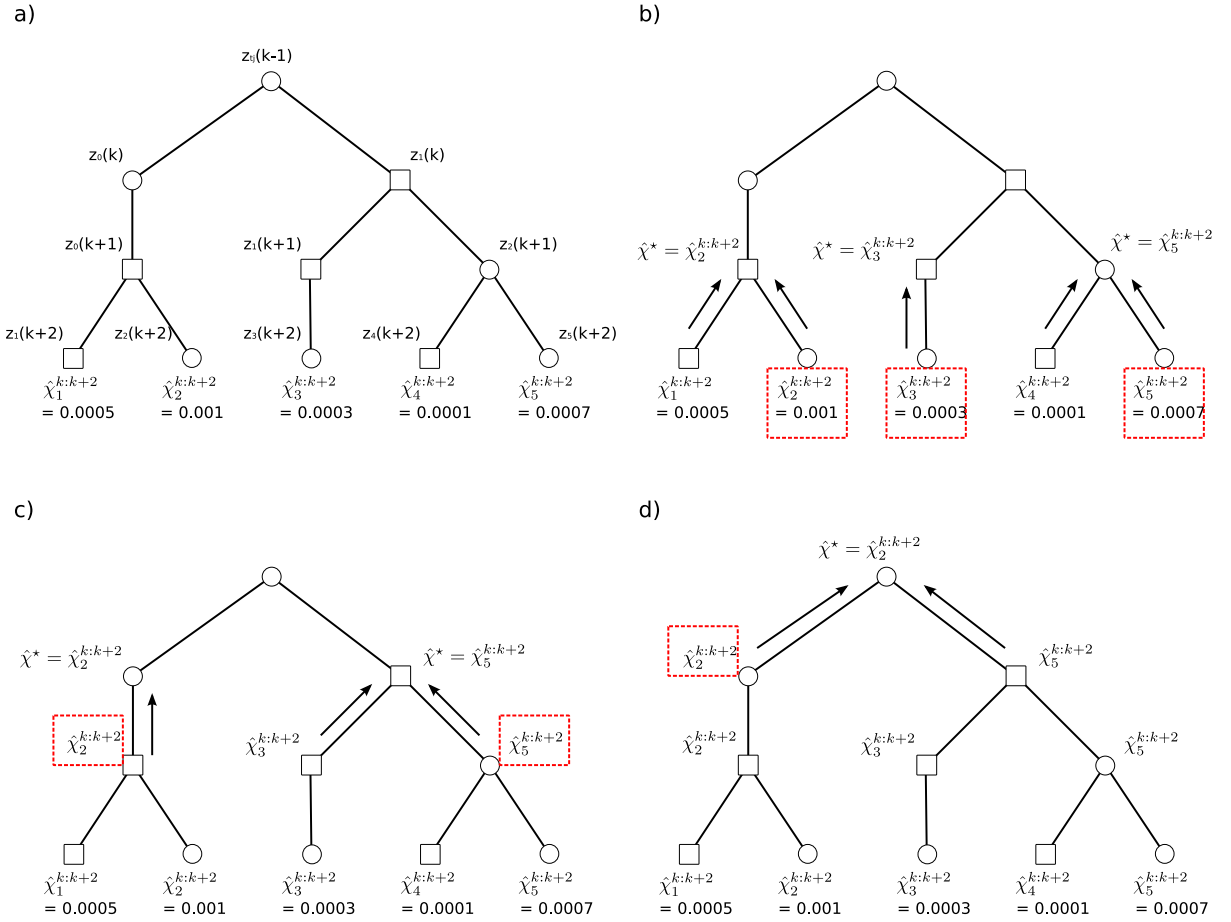 a)
z_tj(k-1)
z₀(k)
z₁(k)
z₀(k+1)
z₁(k+1)
z₂(k+1)
z₁(k+2)
z₂(k+2)
z₃(k+2)
z₄(k+2)
z₅(k+2)
χ̂₁^{k:k+2}
= 0.0005
χ̂₂^{k:k+2}
= 0.001
χ̂₃^{k:k+2}
= 0.0003
χ̂₄^{k:k+2}
= 0.0001
χ̂₅^{k:k+2}
= 0.0007
b)
χ̂* = χ̂₂^{k:k+2}
χ̂* = χ̂₃^{k:k+2}
χ̂* = χ̂₅^{k:k+2}
χ̂₁^{k:k+2}
= 0.0005
χ̂₂^{k:k+2}
= 0.001
χ̂₃^{k:k+2}
= 0.0003
χ̂₄^{k:k+2}
= 0.0001
χ̂₅^{k:k+2}
= 0.0007
c)
χ̂* = χ̂₂^{k:k+2}
χ̂* = χ̂₅^{k:k+2}
χ̂₂^{k:k+2}
χ̂₃^{k:k+2}
χ̂₅^{k:k+2}
χ̂₁^{k:k+2}
= 0.0005
χ̂₂^{k:k+2}
= 0.001
χ̂₃^{k:k+2}
= 0.0003
χ̂₄^{k:k+2}
= 0.0001
χ̂₅^{k:k+2}
= 0.0007
d)
χ̂* = χ̂₂^{k:k+2}
χ̂₂^{k:k+2}
χ̂₅^{k:k+2}
χ̂₂^{k:k+2}
χ̂₃^{k:k+2}
χ̂₅^{k:k+2}
χ̂₁^{k:k+2}
= 0.0005
χ̂₂^{k:k+2}
= 0.001
χ̂₃^{k:k+2}
= 0.0003
χ̂₄^{k:k+2}
= 0.0001
χ̂₅^{k:k+2}
= 0.0007